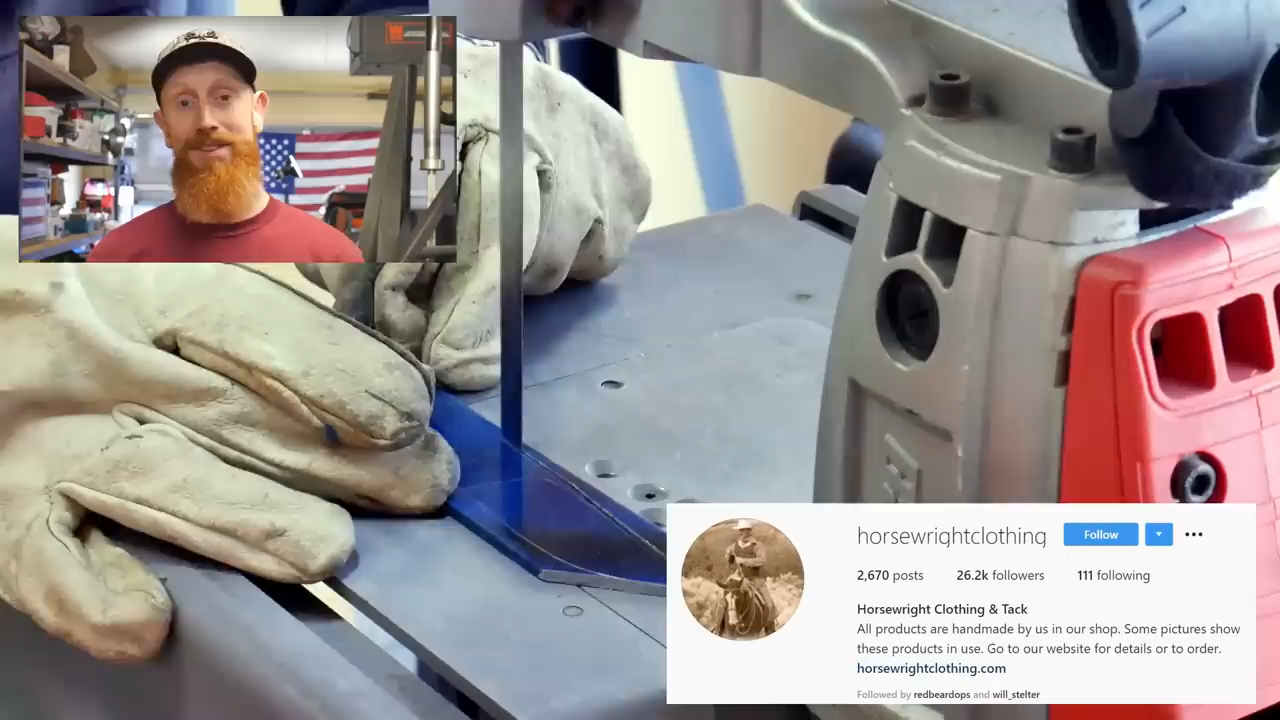 horsewrightclothing Follow
2,670 posts 26.2k followers 111 following
Horsewright Clothing & Tack
All products are handmade by us in our shop. Some pictures show
these products in use. Go to our website for details or to order.
horsewrightclothing.com
Followed by redbeardops and will_stelter